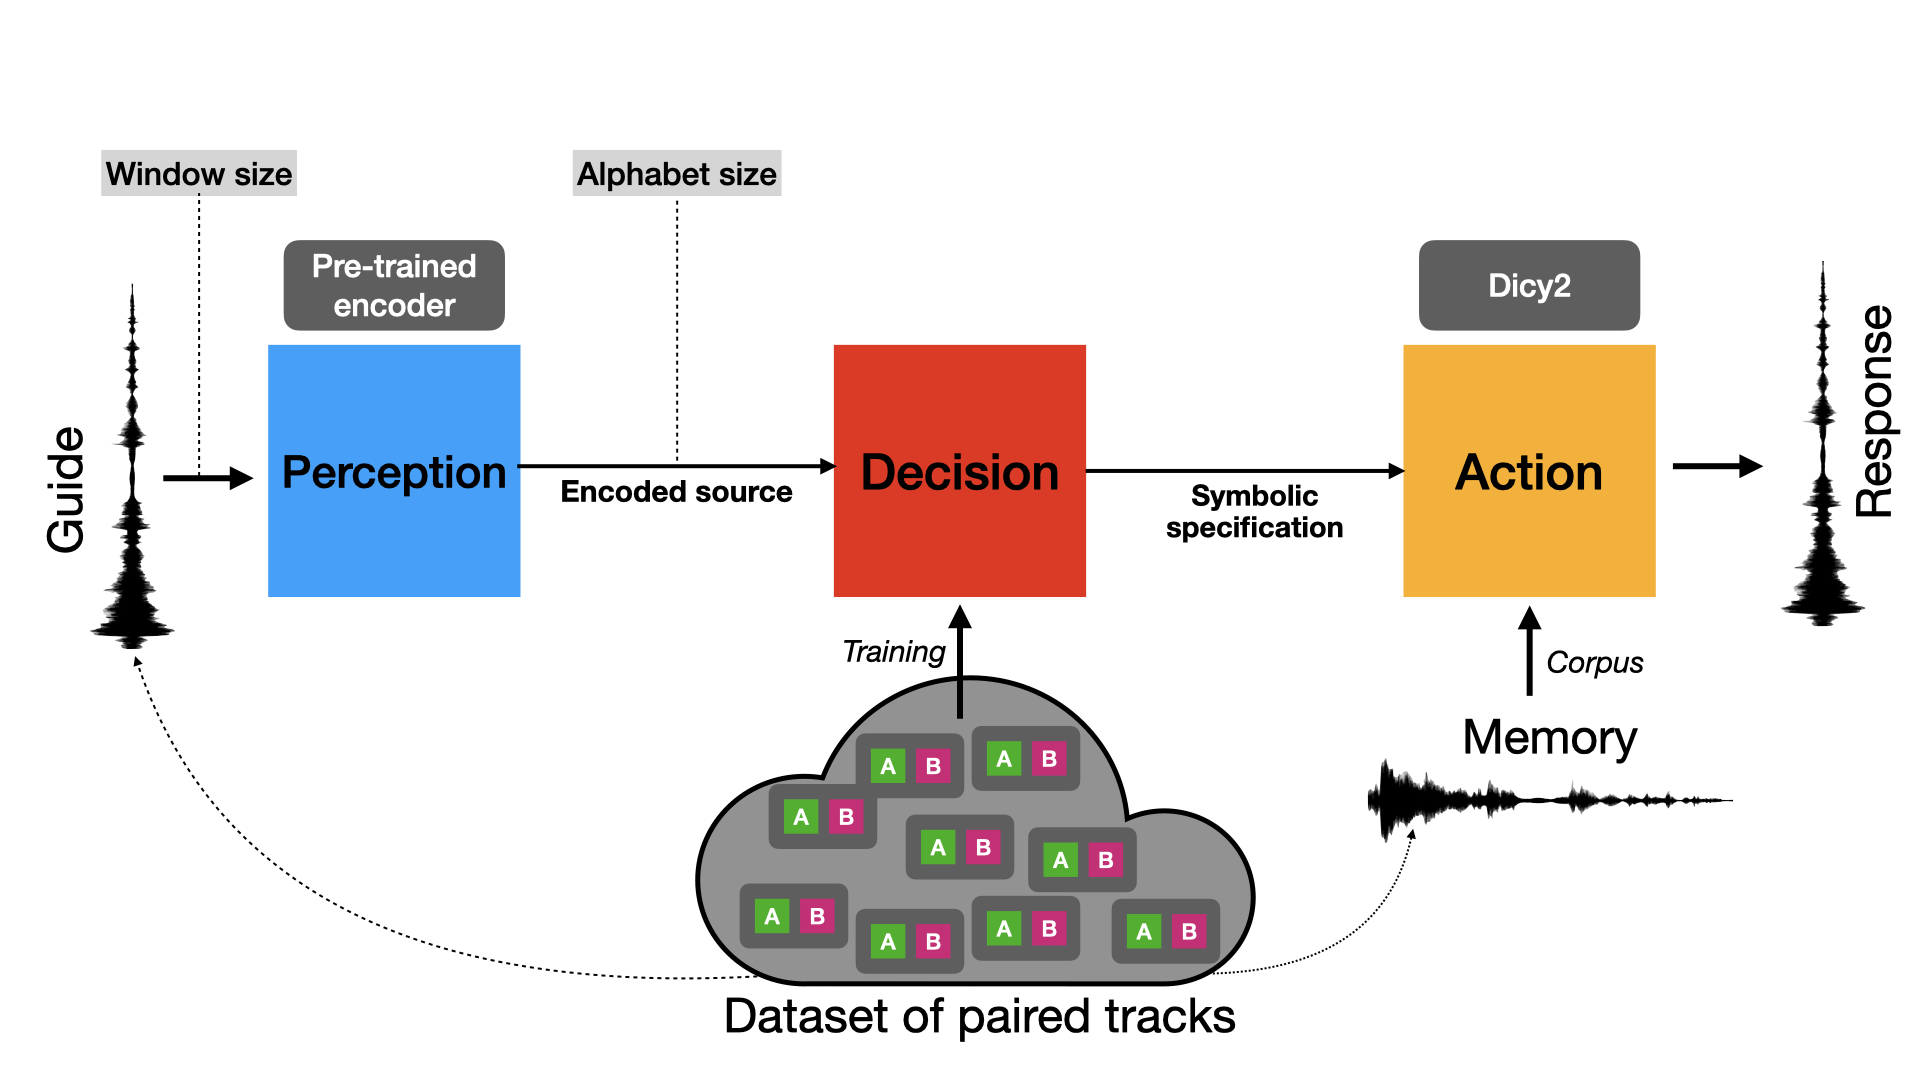 Window size
Alphabet size
Pre-trained
encoder
Dicy2
Guide
Perception
Encoded source
Decision
Symbolic
specification
Action
Response
Training
Corpus
Memory
A B
A B
A B
A B
A B
A B
A B
A B
A B
Dataset of paired tracks